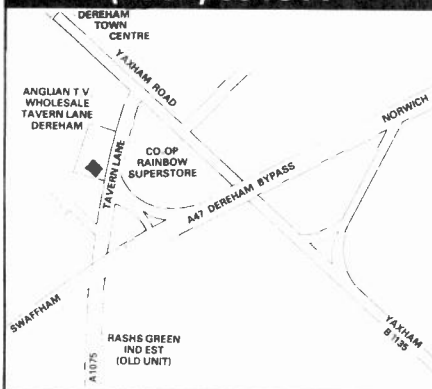 DEREHAM
TOWN
CENTRE
YAXHAM ROAD
ANGLIAN T V
WHOLESALE
TAVERN LANE
DEREHAM
NORWICH
CO-OP
RAINBOW
SUPERSTORE
TAVERN LANE
A47 DEREHAM BYPASS
SWAFFHAM
RASHS GREEN
IND EST
(OLD UNIT)
A1075
YAXHAM
B 1135